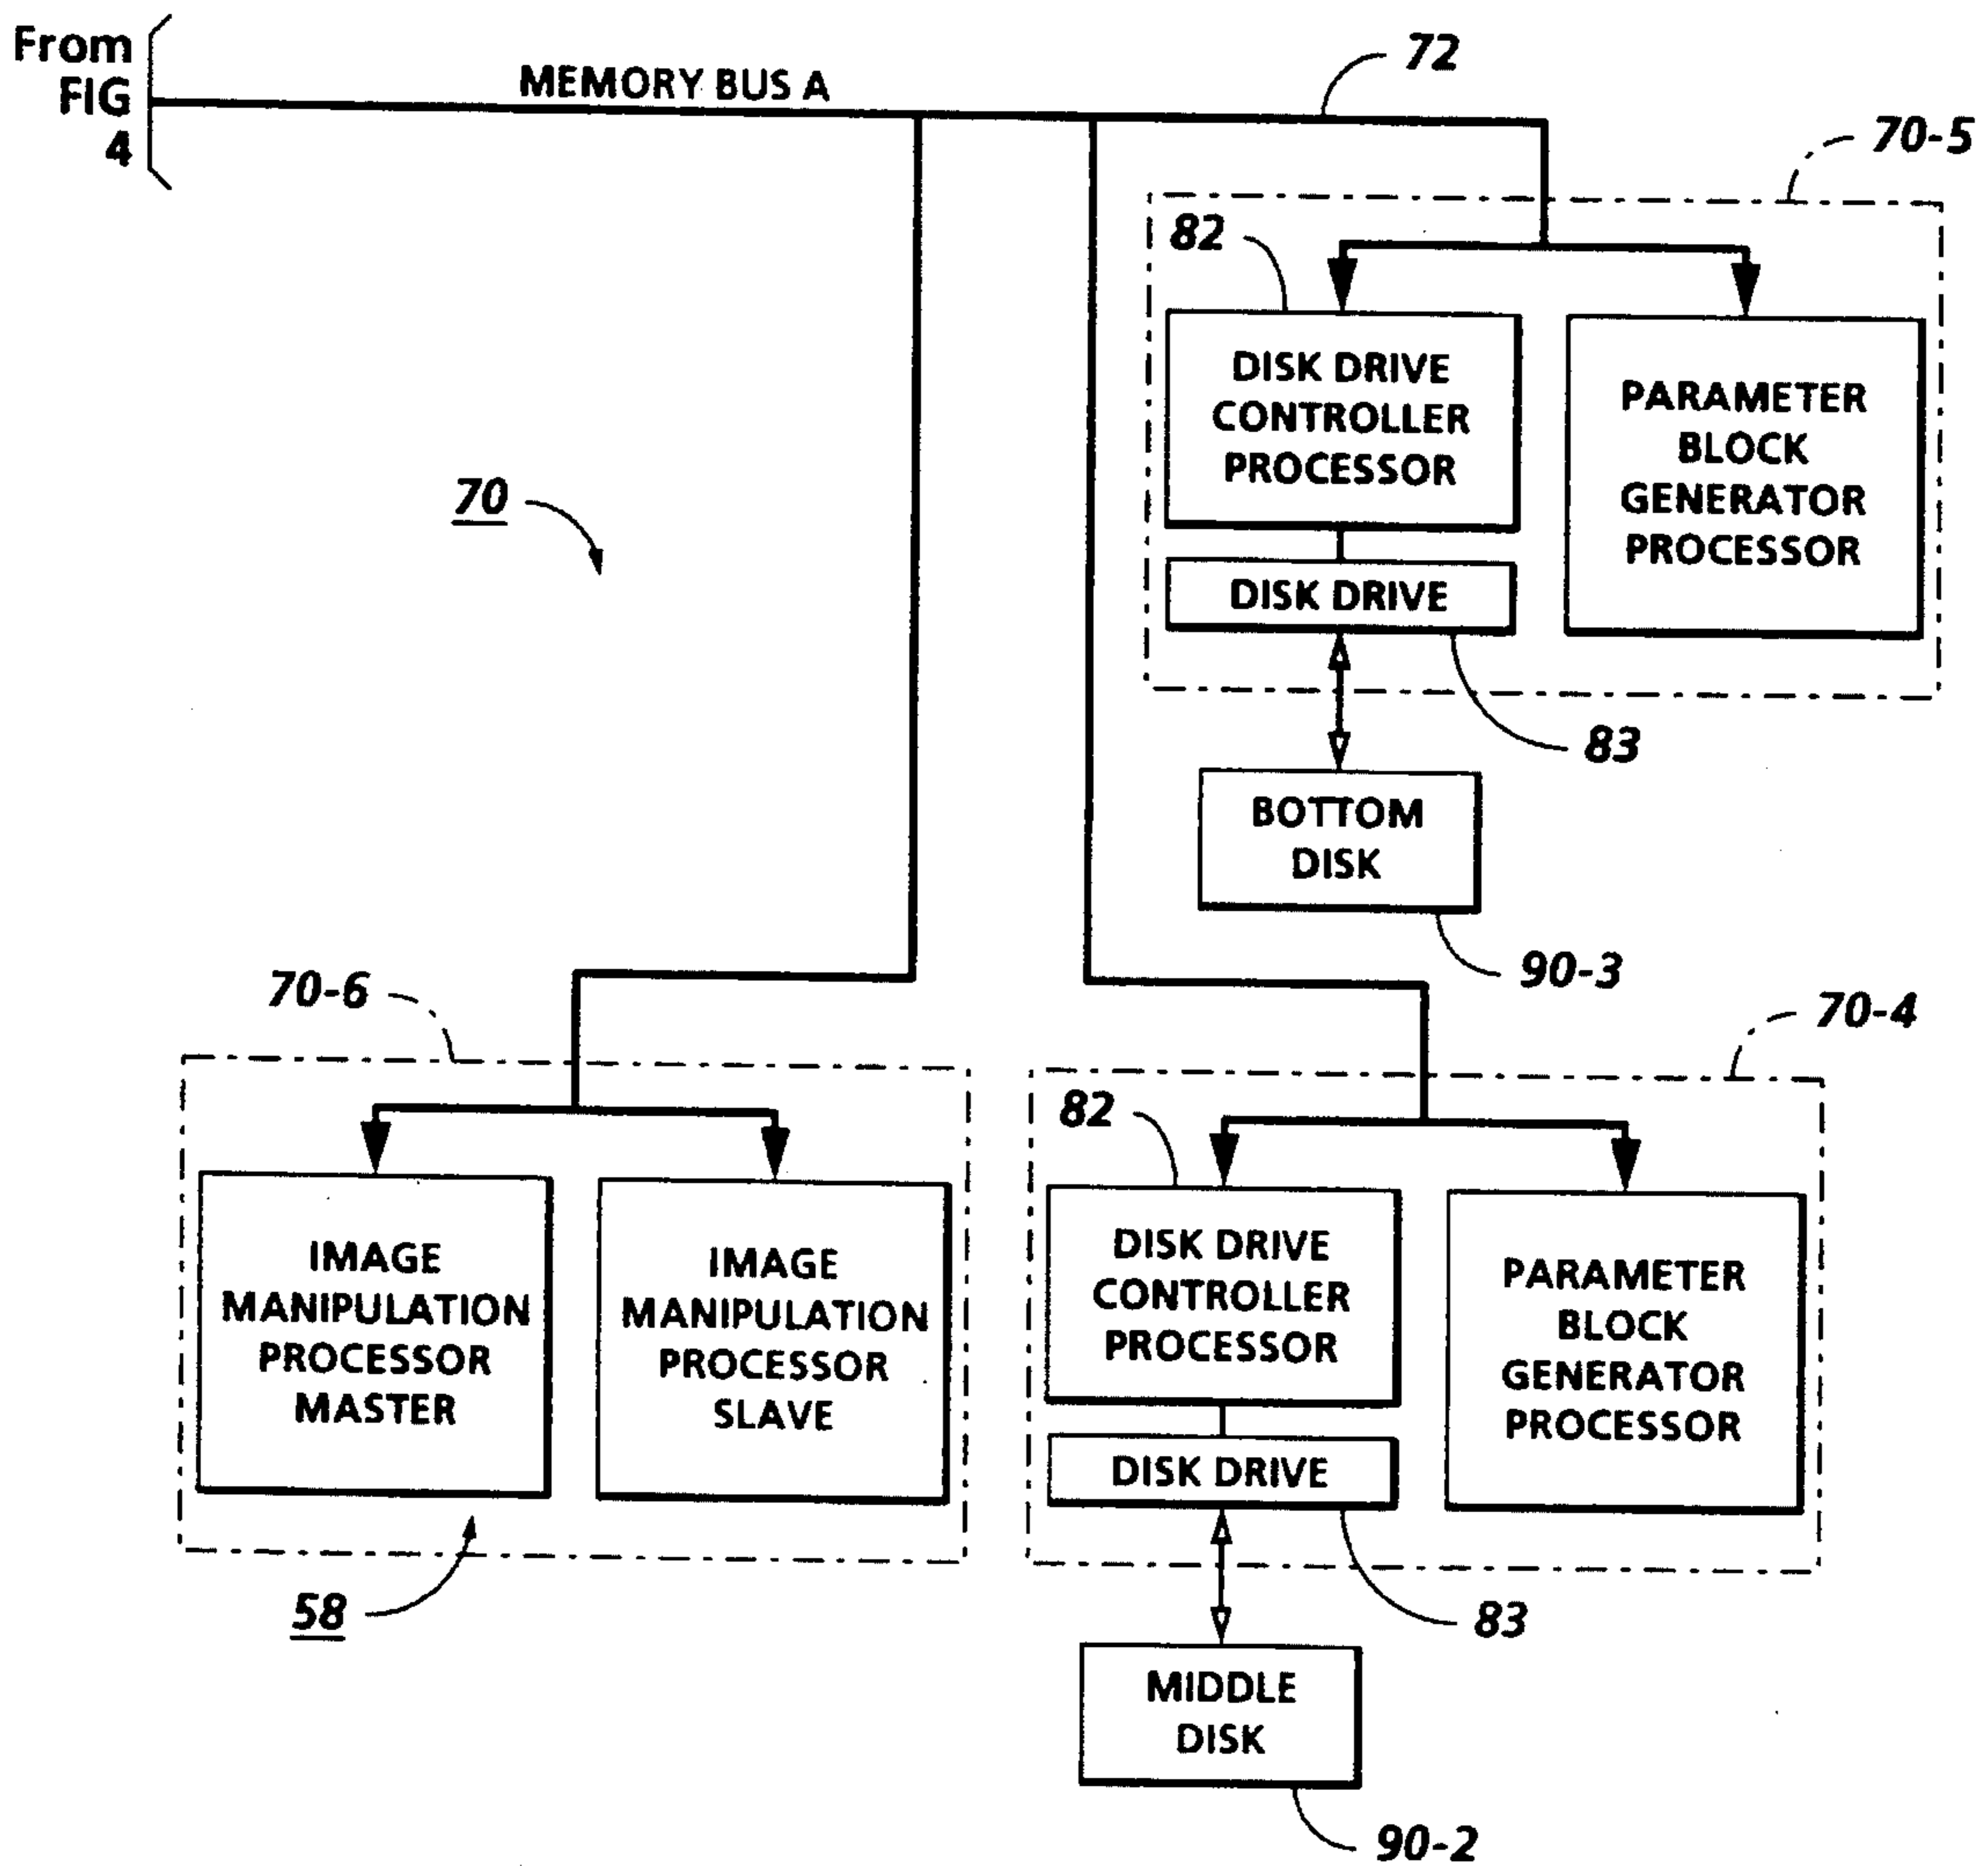 From
FIG
4
MEMORY BUS A
72
70-5
82
DISK DRIVE
CONTROLLER
PROCESSOR
PARAMETER
BLOCK
GENERATOR
PROCESSOR
DISK DRIVE
83
BOTTOM
DISK
90-3
70
70-6
IMAGE
MANIPULATION
PROCESSOR
MASTER
IMAGE
MANIPULATION
PROCESSOR
SLAVE
58
70-4
82
DISK DRIVE
CONTROLLER
PROCESSOR
PARAMETER
BLOCK
GENERATOR
PROCESSOR
DISK DRIVE
83
MIDDLE
DISK
90-2